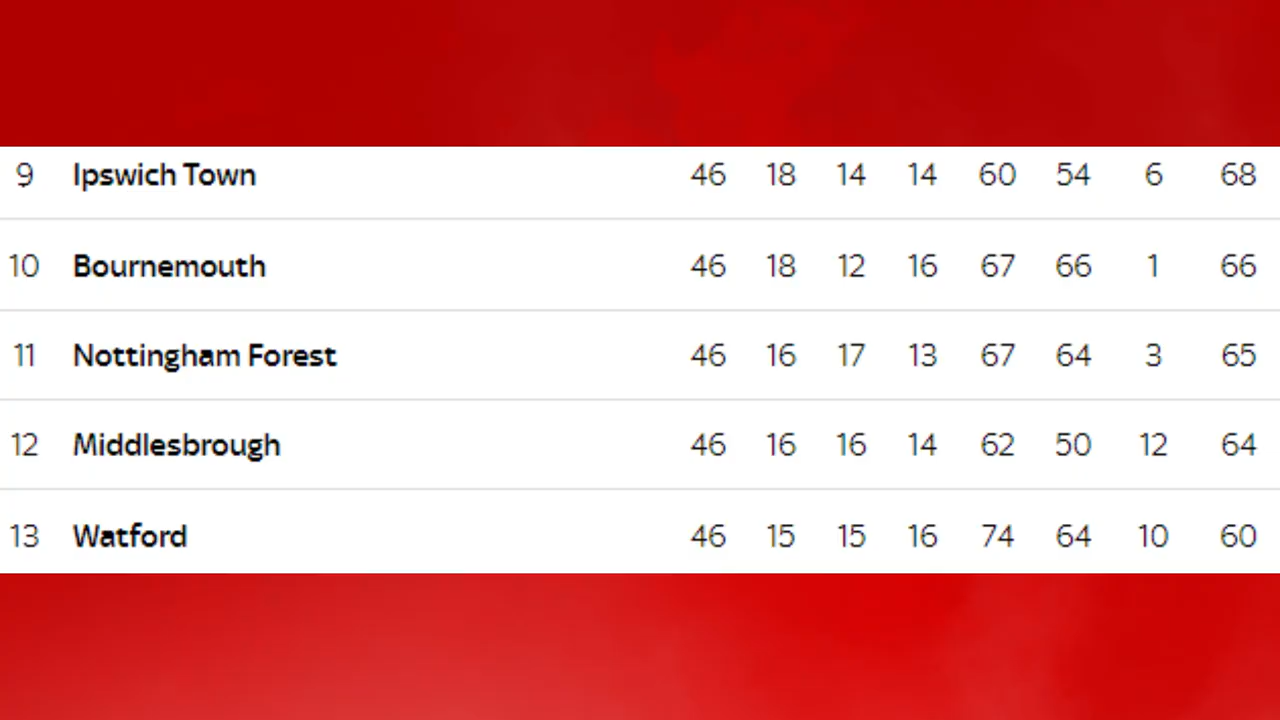 9 Ipswich Town 46 18 14 14 60 54 6 68
10 Bournemouth 46 18 12 16 67 66 1 66
11 Nottingham Forest 46 16 17 13 67 64 3 65
12 Middlesbrough 46 16 16 14 62 50 12 64
13 Watford 46 15 15 16 74 64 10 60